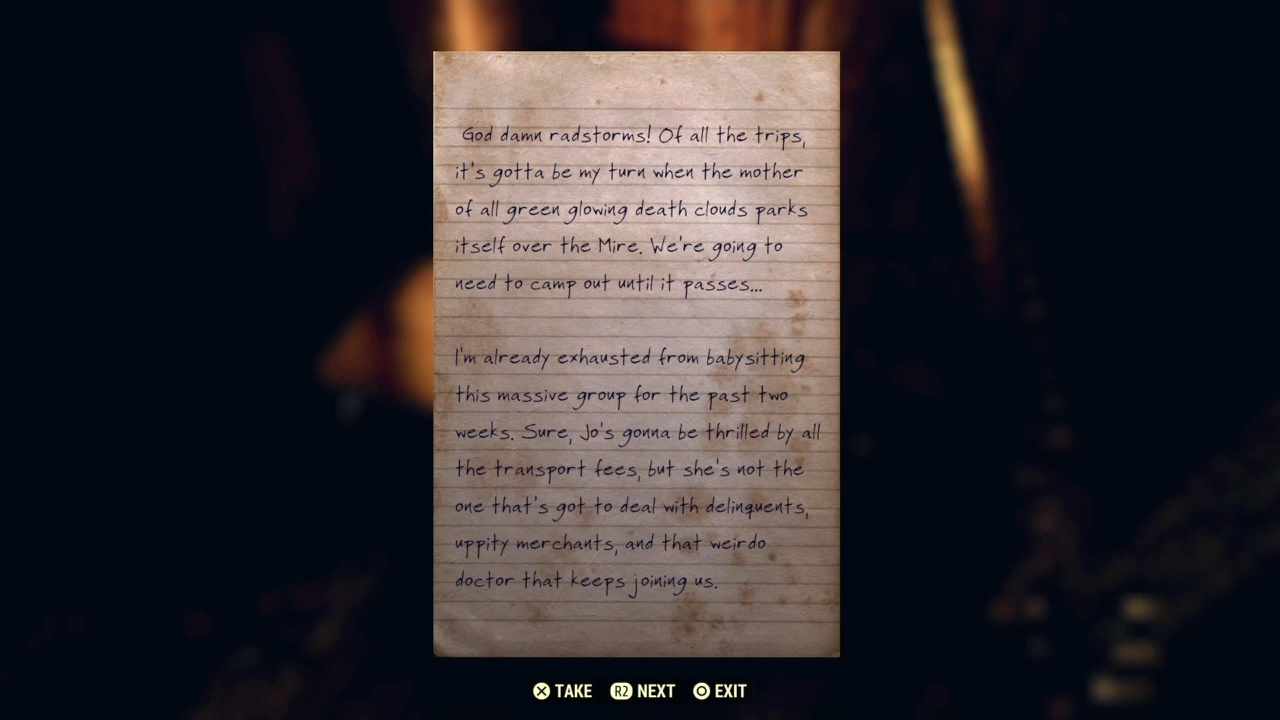 God damn radstorms! Of all the trips,
it's gotta be my turn when the mother
of all green glowing death clouds parks
itself over the Mire. We're going to
need to camp out until it passes...
I'm already exhausted from babysitting
this massive group for the past two
weeks. Sure, Jo's gonna be thrilled by all
the transport fees, but she's not the
one that's got to deal with delinquents,
uppity merchants, and that weirdo
doctor that keeps joining us.
TAKE R2 NEXT EXIT